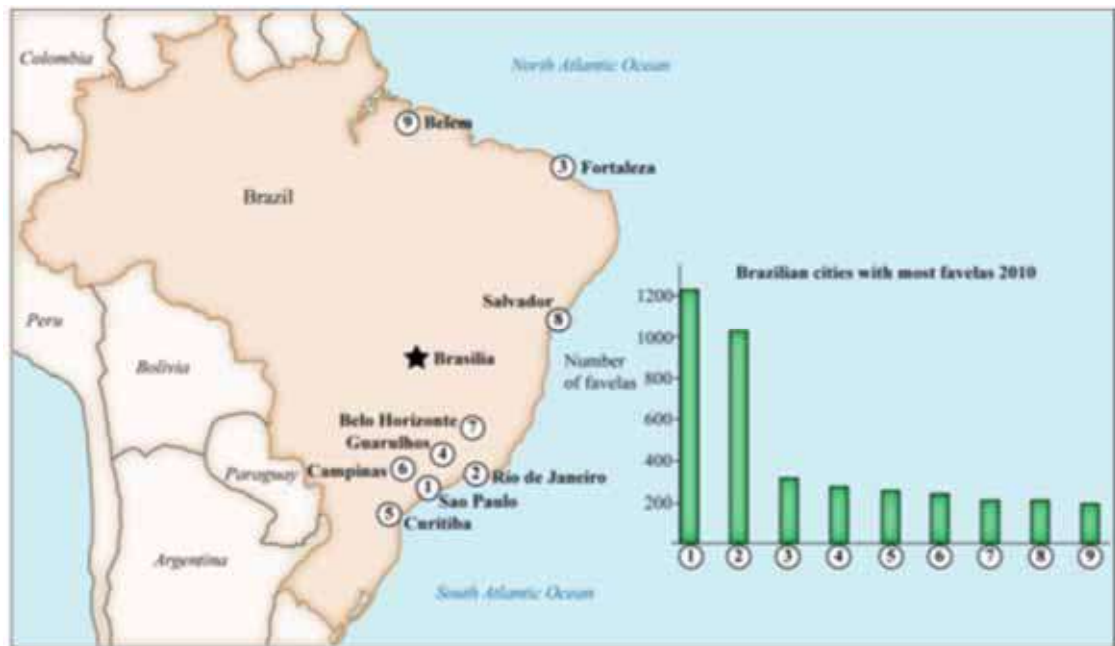 Colombia
North Atlantic Ocean
9 Belem
3 Fortaleza
Brazil
Brazilian cities with most favelas 2010
Salvador
8
Peru
Brasilia
Bolivia
Number
of favelas
1200
1000
800
600
400
200
Belo Horizonte
7
Guarulhos
4
Campinas 6
2 Rio de Janeiro
Paraguay
1
Sao Paulo
5
Curitiba
1 2 3 4 5 6 7 8 9
Argentina
South Atlantic Ocean